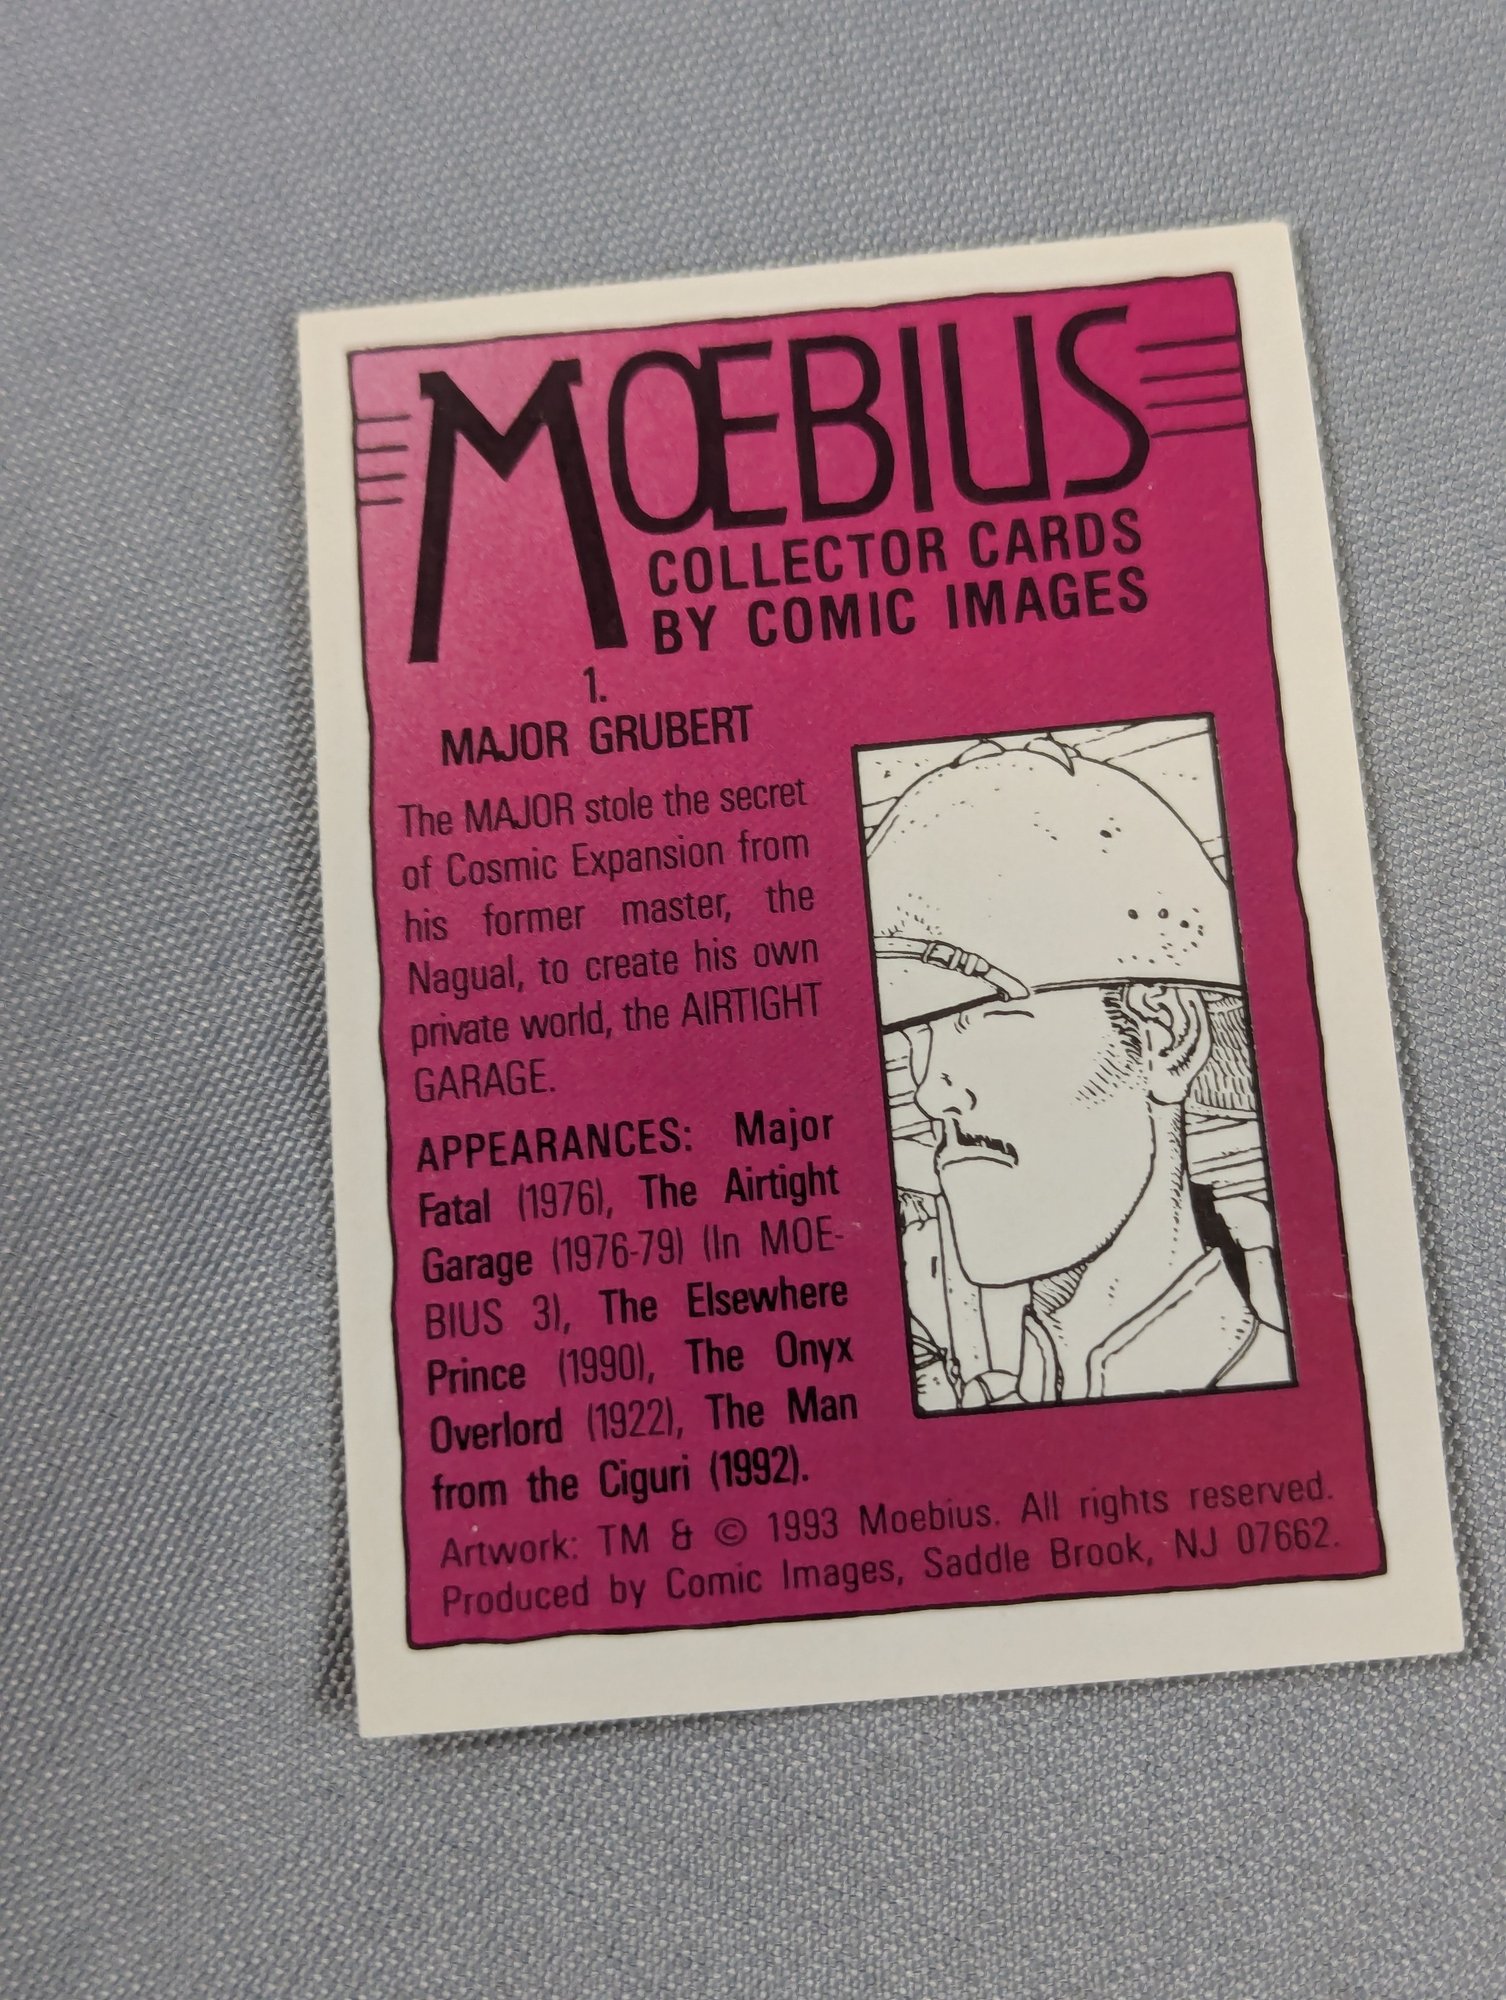 MŒBIUS
COLLECTOR CARDS
BY COMIC IMAGES
1.
MAJOR GRUBERT
The MAJOR stole the secret
of Cosmic Expansion from
his former master, the
Nagual, to create his own
private world, the AIRTIGHT
GARAGE.
APPEARANCES: Major
Fatal (1976), The Airtight
Garage (1976-79) (In MOE-
BIUS 3), The Elsewhere
Prince (1990), The Onyx
Overlord (1922), The Man
from the Ciguri (1992).
Artwork: TM & © 1993 Moebius. All rights reserved.
Produced by Comic Images, Saddle Brook, NJ 07662.